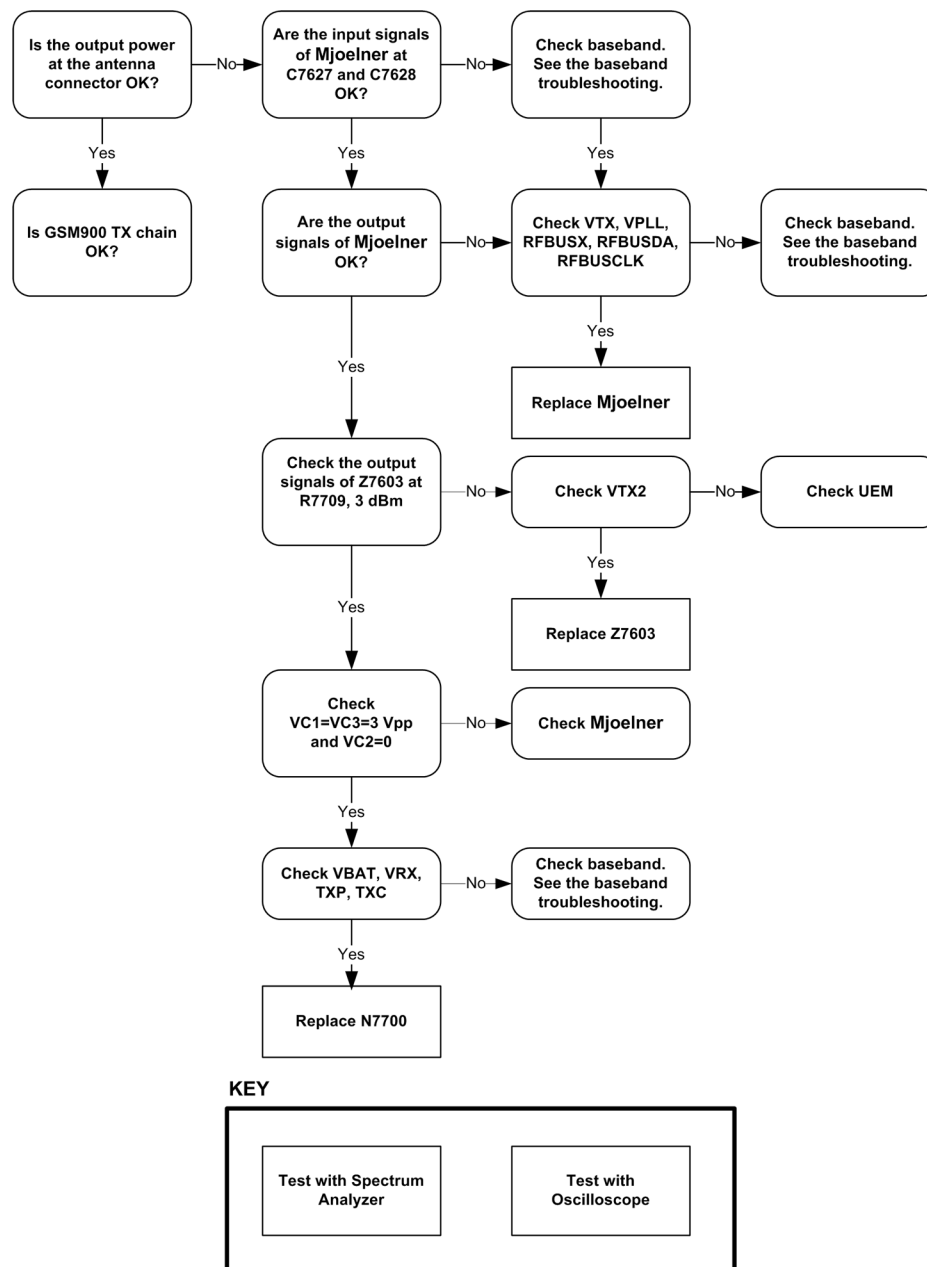 Is the output power
at the antenna
connector OK?
No
Are the input signals
of Mjoelner at
C7627 and C7628
OK?
No
Check baseband.
See the baseband
troubleshooting.
Yes
Yes
Yes
Is GSM900 TX chain
OK?
Are the output
signals of Mjoelner
OK?
No
Check VTX, VPLL,
RFBUSX, RFBUSDA,
RFBUSCLK
No
Check baseband.
See the baseband
troubleshooting.
Yes
Yes
Replace Mjoelner
Check the output
signals of Z7603 at
R7709, 3 dBm
No
Check VTX2
No
Check UEM
Yes
Yes
Replace Z7603
Check
VC1=VC3=3 Vpp
and VC2=0
No
Check Mjoelner
Yes
Check VBAT, VRX,
TXP, TXC
No
Check baseband.
See the baseband
troubleshooting.
Yes
Replace N7700
KEY
Test with Spectrum
Analyzer
Test with
Oscilloscope